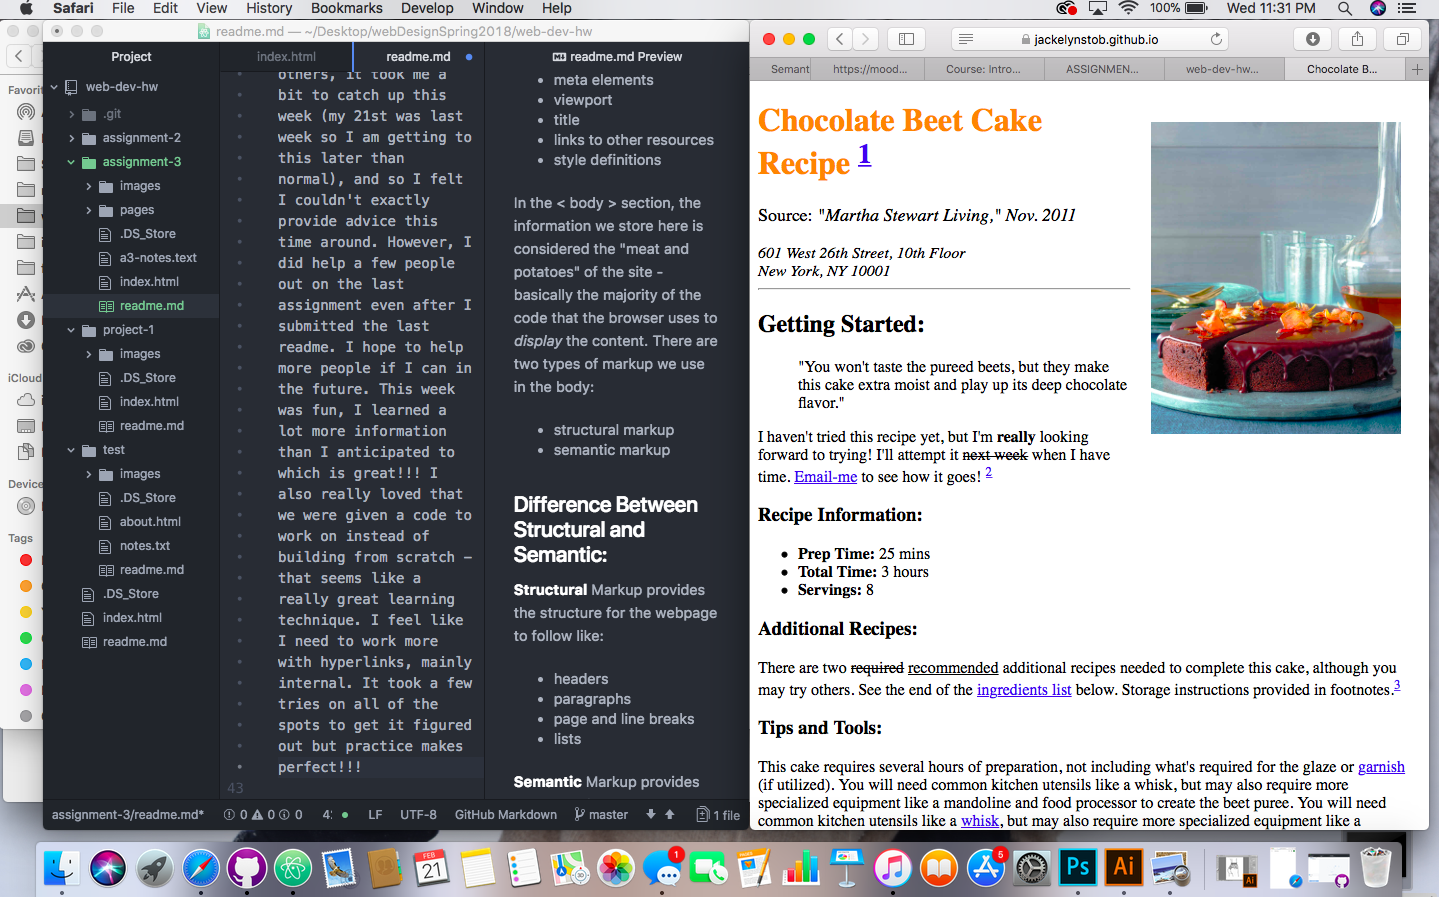 Safari File Edit View History Bookmarks Develop Window Help 100% Wed 11:31 PM
readme.md — ~/Desktop/webDesignSpring2018/web-dev-hw
Favorit
iCloud
Device
Tags
Project
web-dev-hw
.git
assignment-2
assignment-3
images
pages
.DS_Store
a3-notes.text
index.html
readme.md
project-1
images
.DS_Store
index.html
readme.md
test
images
.DS_Store
about.html
notes.txt
readme.md
.DS_Store
index.html
readme.md
index.html readme.md
others, it took me a
bit to catch up this
week (my 21st was last
week so I am getting to
this later than
normal), and so I felt
I couldn't exactly
provide advice this
time around. However, I
did help a few people
out on the last
assignment even after I
submitted the last
readme. I hope to help
more people if I can in
the future. This week
was fun, I learned a
lot more information
than I anticipated to
which is great!!! I
also really loved that
we were given a code to
work on instead of
building from scratch –
that seems like a
really great learning
technique. I feel like
I need to work more
with hyperlinks, mainly
internal. It took a few
tries on all of the
spots to get it figured
out but practice makes
perfect!!!
43
readme.md Preview
• meta elements
• viewport
• title
• links to other resources
• style definitions
In the < body > section, the
information we store here is
considered the "meat and
potatoes" of the site -
basically the majority of the
code that the browser uses to
display the content. There are
two types of markup we use
in the body:
• structural markup
• semantic markup
Difference Between
Structural and
Semantic:
Structural Markup provides
the structure for the webpage
to follow like:
• headers
• paragraphs
• page and line breaks
• lists
Semantic Markup provides
assignment-3/readme.md* 0 0 0 4: LF UTF-8 GitHub Markdown master 1 file
jackelynstob.github.io
Semant https://mood... Course: Intro... ASSIGNMEN... web-dev-hw... Chocolate B...
Chocolate Beet Cake
Recipe 1
Source: "Martha Stewart Living," Nov. 2011
601 West 26th Street, 10th Floor
New York, NY 10001
Getting Started:
"You won't taste the pureed beets, but they make
this cake extra moist and play up its deep chocolate
flavor."
I haven't tried this recipe yet, but I'm really looking
forward to trying! I'll attempt it next week when I have
time. Email-me to see how it goes! 2
Recipe Information:
• Prep Time: 25 mins
• Total Time: 3 hours
• Servings: 8
Additional Recipes:
There are two required recommended additional recipes needed to complete this cake, although you
may try others. See the end of the ingredients list below. Storage instructions provided in footnotes.3
Tips and Tools:
This cake requires several hours of preparation, not including what's required for the glaze or garnish
(if utilized). You will need common kitchen utensils like a whisk, but may also require more
specialized equipment like a mandoline and food processor to create the beet puree. You will need
common kitchen utensils like a whisk, but may also require more specialized equipment like a
FEB
21
1
5
Ps
Ai